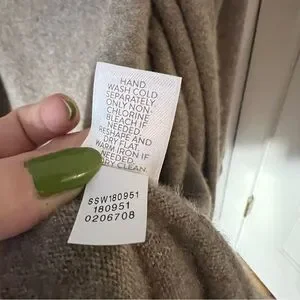 HAND
WASH COLD
SEPARATELY.
ONLY NON-
CHLORINE
BLEACH IF
NEEDED.
RESHAPE AND
DRY FLAT.
WARM IRON IF
NEEDED.
DRY CLEAN.
SSW180951
180951
0206708